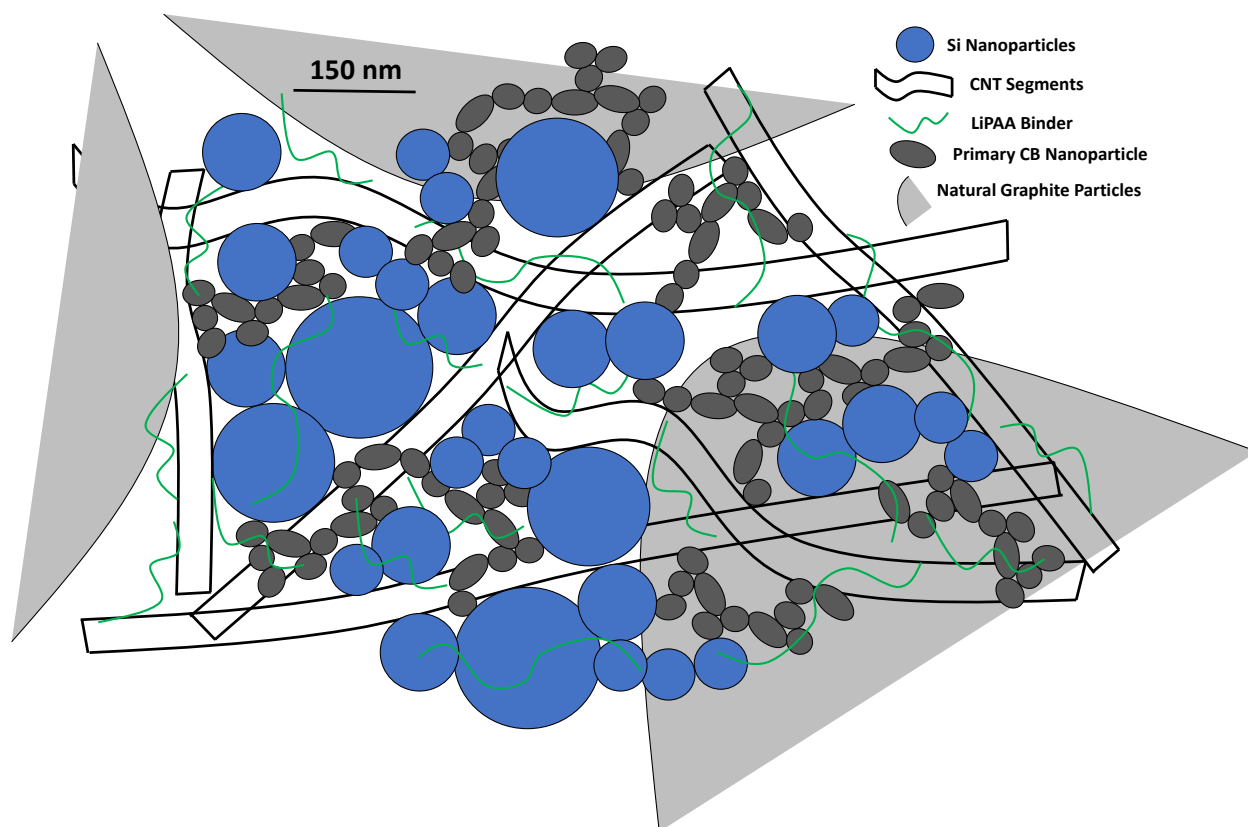 150 nm
Si Nanoparticles
CNT Segments
LiPAA Binder
Primary CB Nanoparticle
Natural Graphite Particles